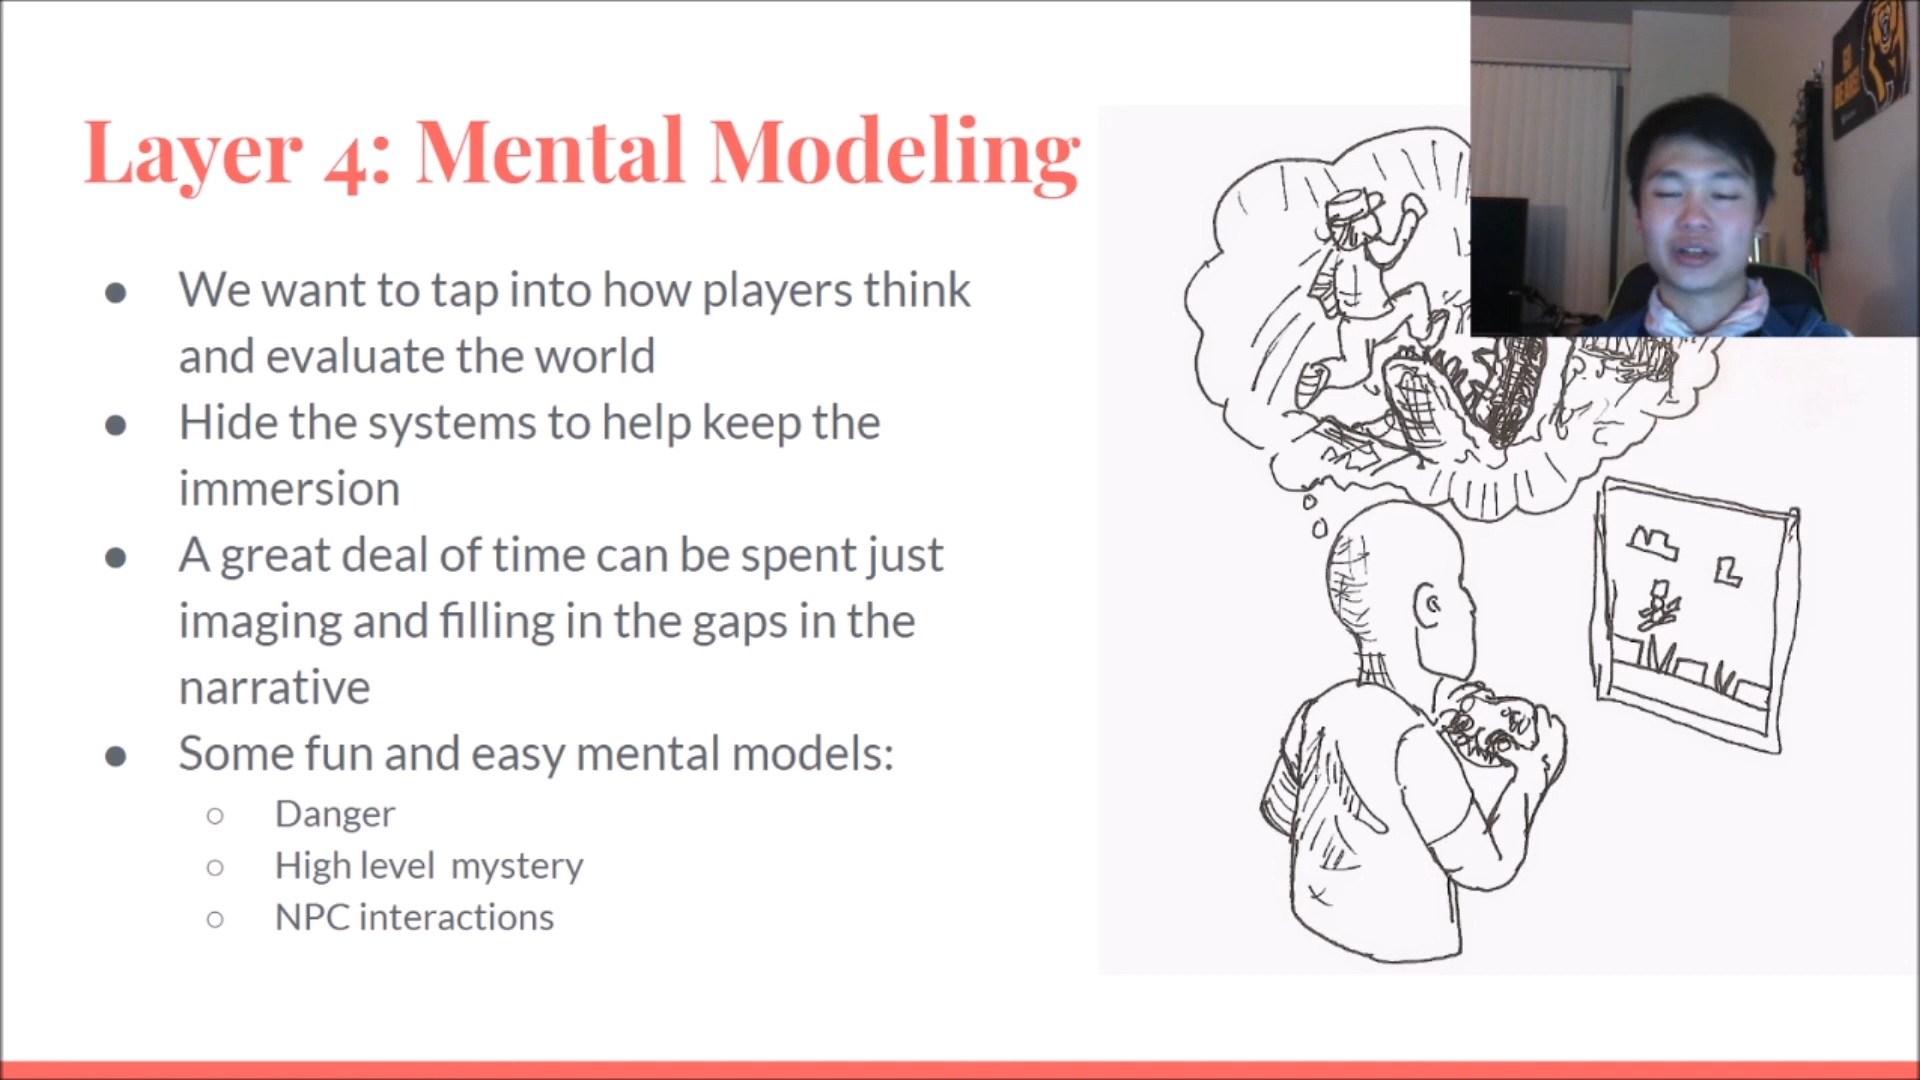 Layer 4: Mental Modeling
We want to tap into how players think
and evaluate the world
Hide the systems to help keep the
immersion
A great deal of time can be spent just
imaging and filling in the gaps in the
narrative
Some fun and easy mental models:
Danger
High level mystery
NPC interactions
GO
BEARS!